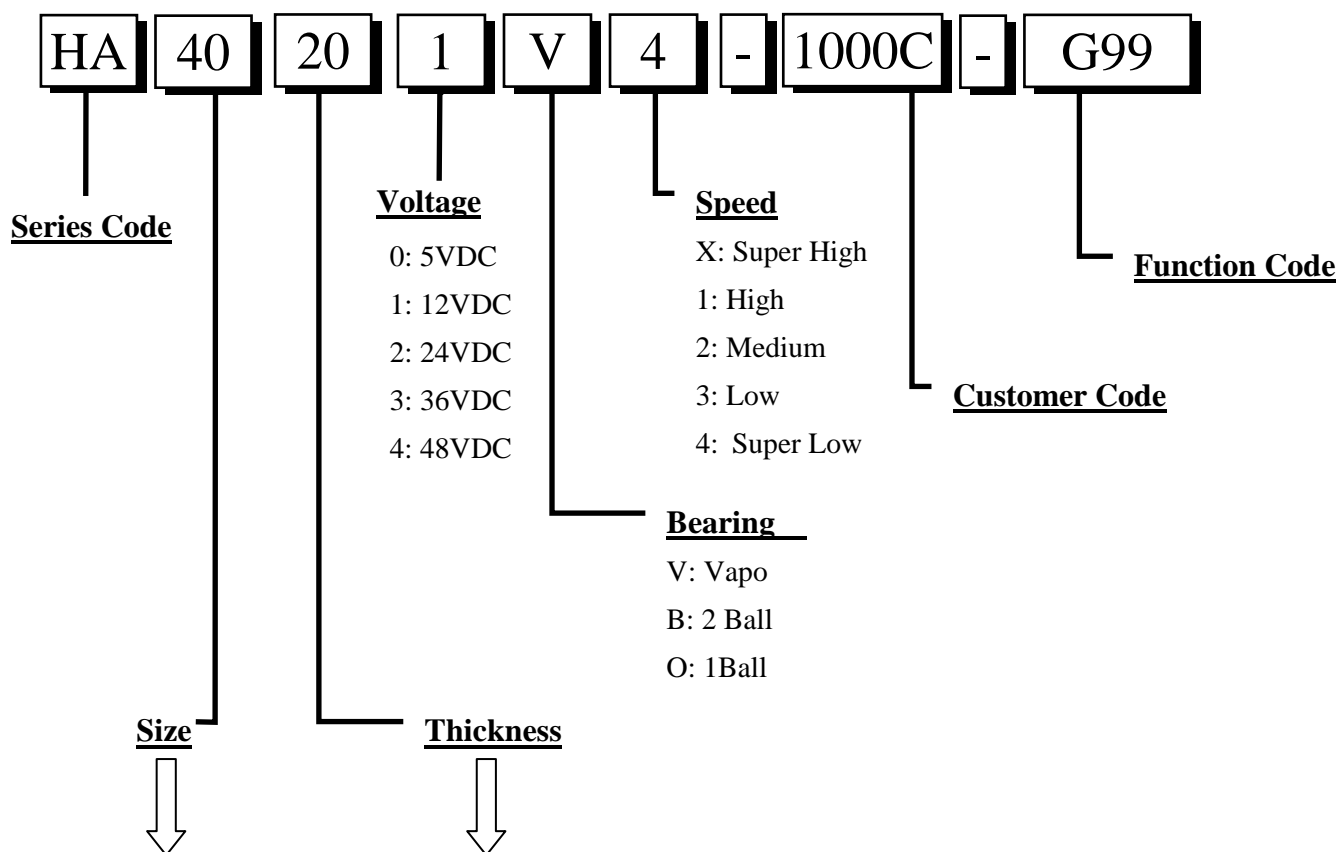 HA 40 20 1 V 4 - 1000C - G99
Series Code
Voltage
0: 5VDC
1: 12VDC
2: 24VDC
3: 36VDC
4: 48VDC
Speed
X: Super High
1: High
2: Medium
3: Low
4: Super Low
Function Code
Customer Code
Bearing
V: Vapo
B: 2 Ball
O: 1Ball
Size
Thickness